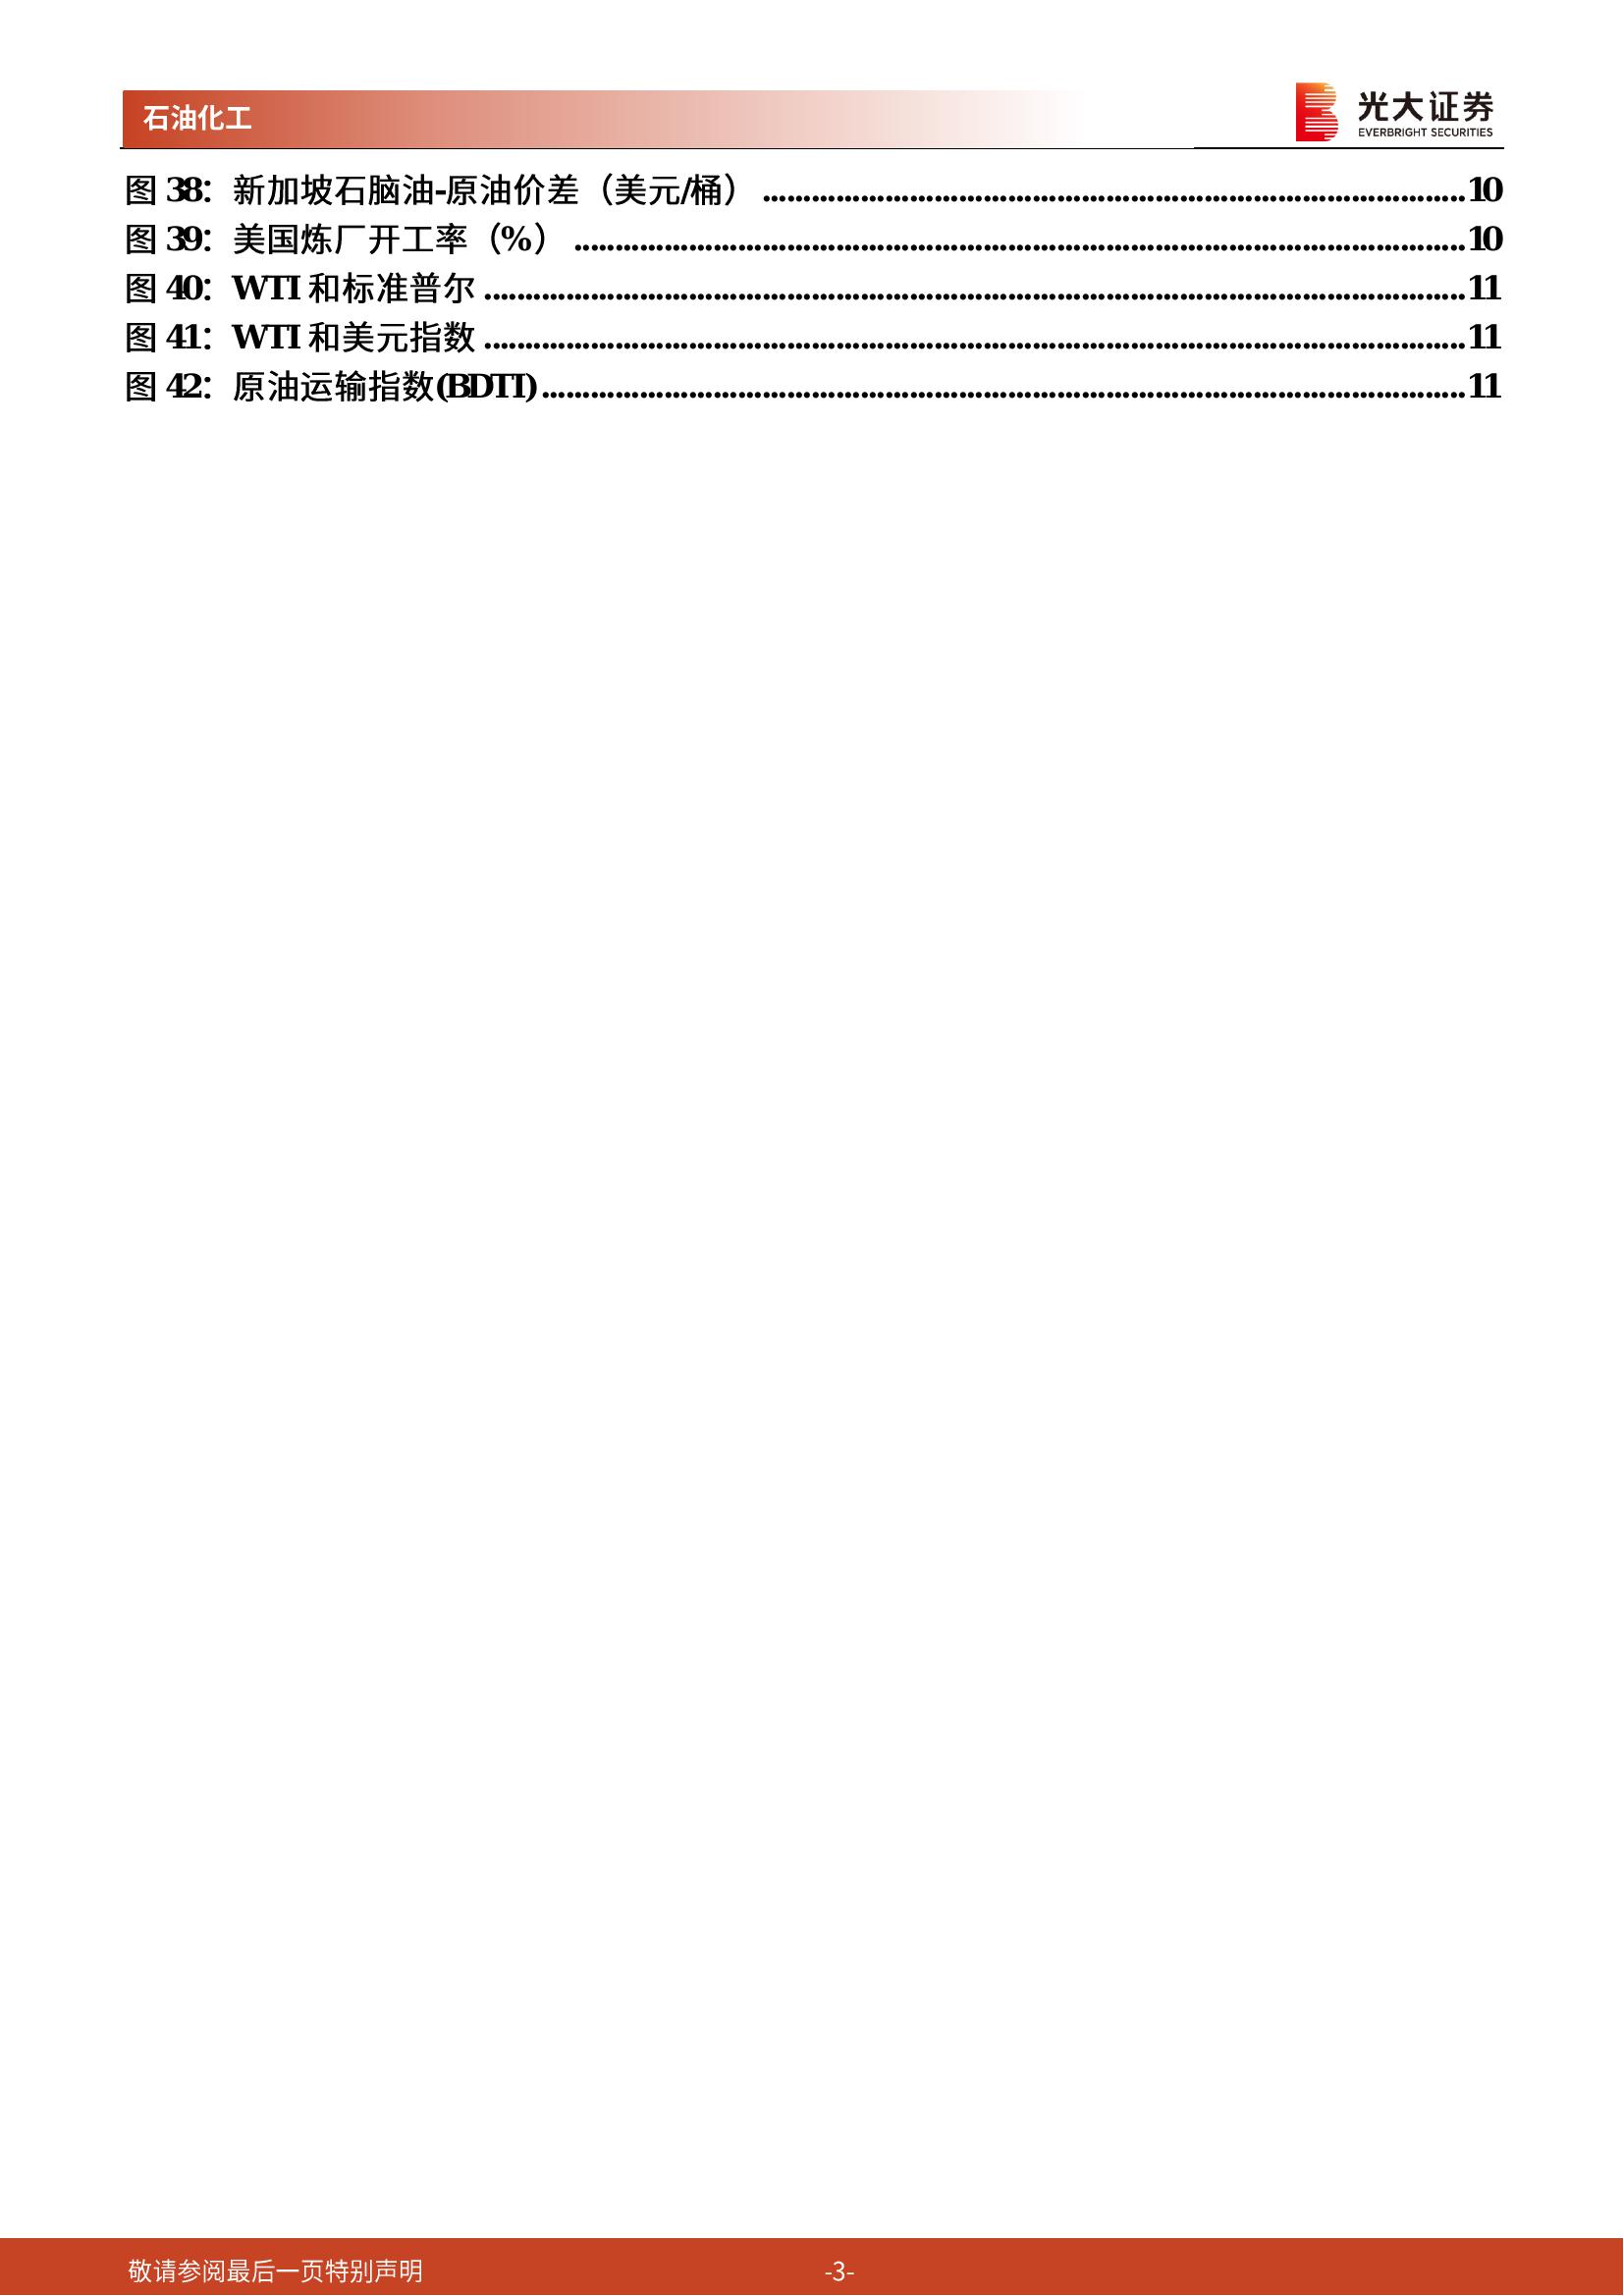 石油化工
光大证券
EVERBRIGHT SECURITIES
图 38：新加坡石脑油-原油价差（美元/桶）..........10
图 39：美国炼厂开工率（%）..........10
图 40：WTI 和标准普尔..........11
图 41：WTI 和美元指数..........11
图 42：原油运输指数(BDTI)..........11
敬请参阅最后一页特别声明
-3-